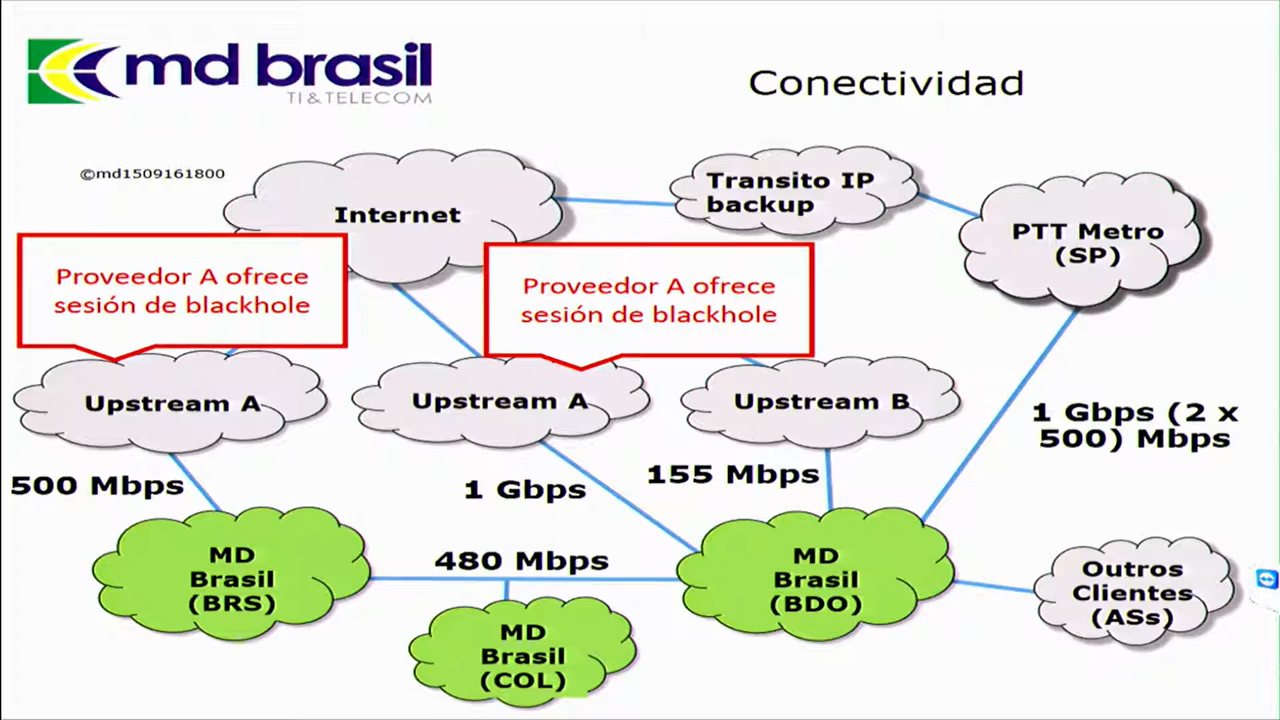 md brasil
TI & TELECOM
Conectividad
©md1509161800
Internet
Transito IP
backup
PTT Metro
(SP)
Proveedor A ofrece
sesión de blackhole
Proveedor A ofrece
sesión de blackhole
Upstream A
Upstream A
Upstream B
1 Gbps (2 x
500) Mbps
500 Mbps
1 Gbps
155 Mbps
MD
Brasil
(BRS)
480 Mbps
MD
Brasil
(BDO)
Outros
Clientes
(ASs)
MD
Brasil
(COL)